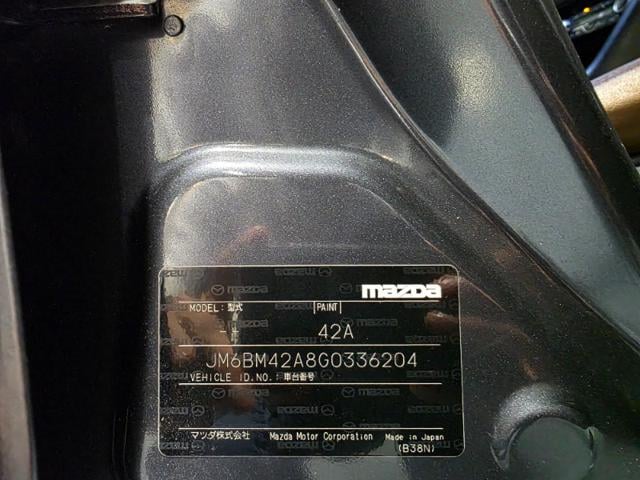 mazda
MODEL:型式 PAINT
42A
JM6BM42A8G0336204
VEHICLE ID.NO.:車台番号
マツダ株式会社 Mazda Motor Corporation Made in Japan
(B38N)